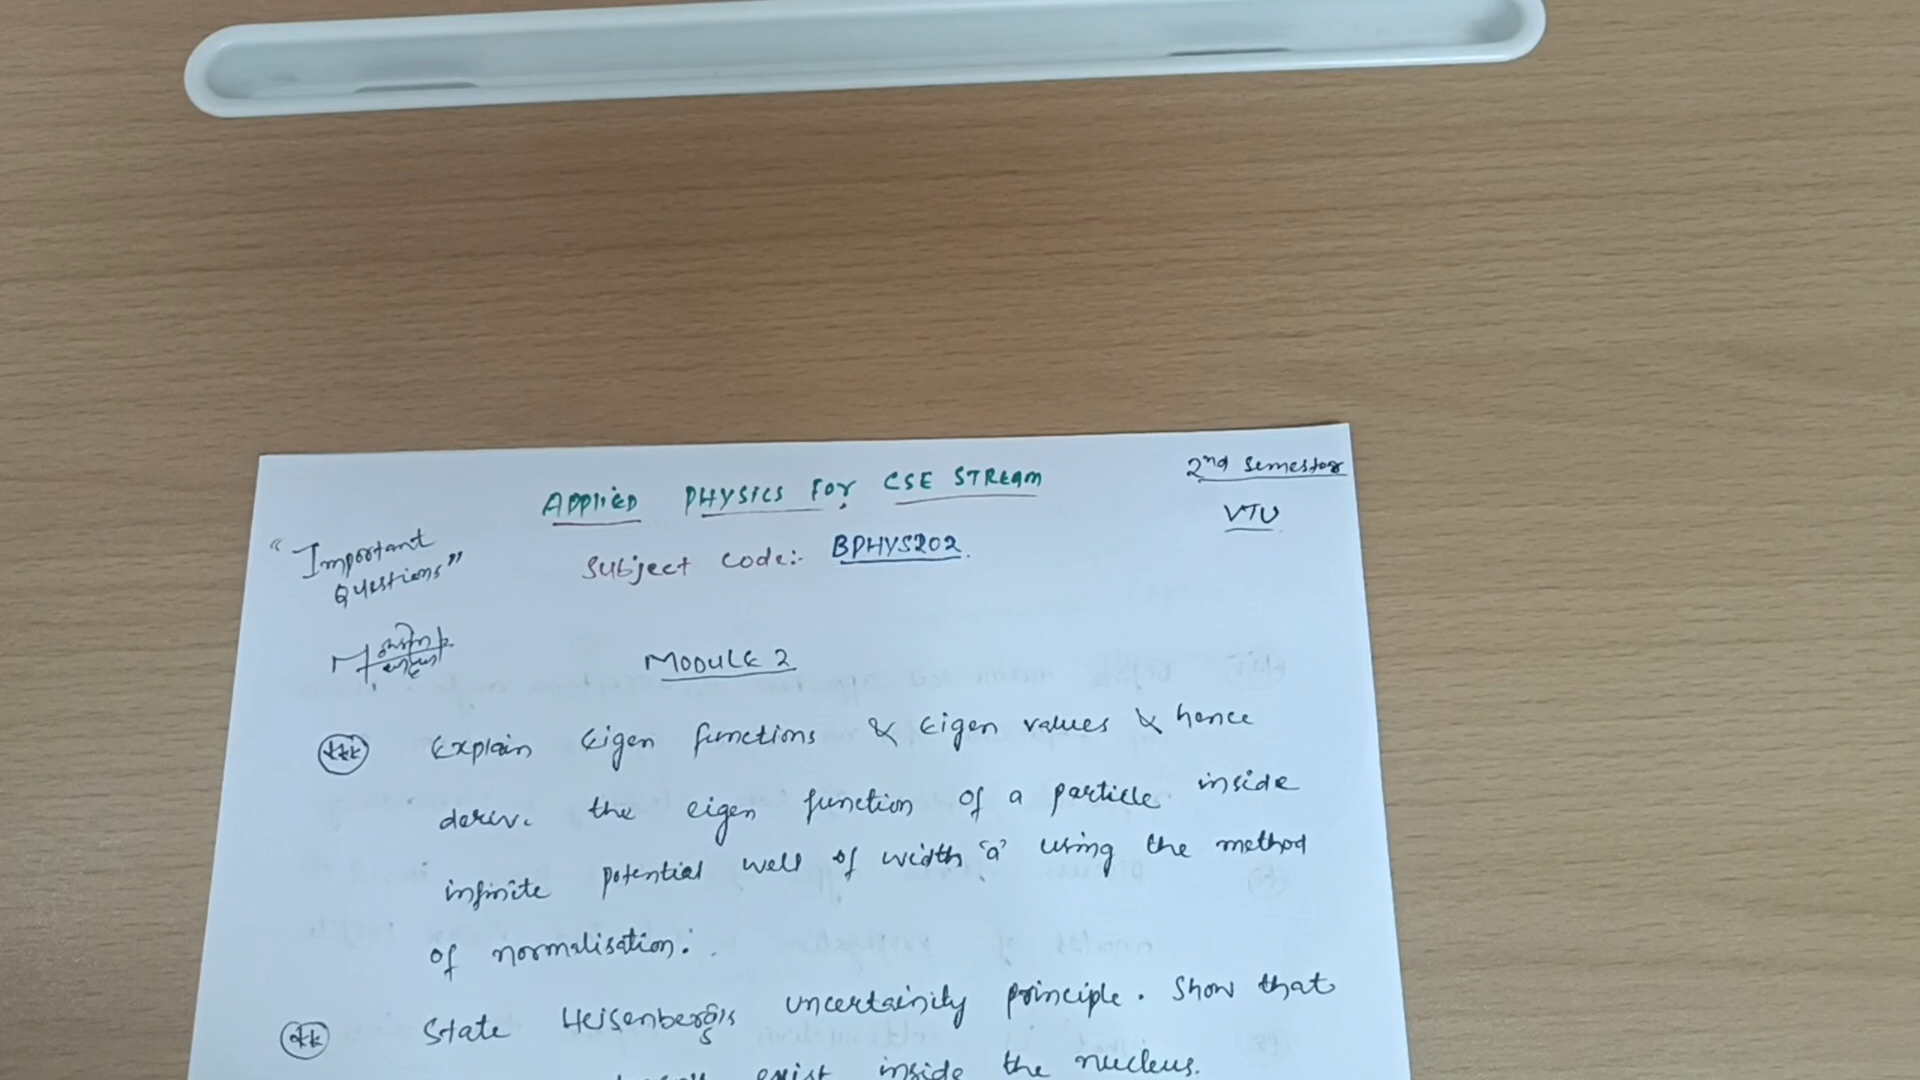 APPLIED PHYSICS FOR CSE STREAM
2nd semester
VTU
"Important Questions"
Subject code:- BPHYS202.
MODULE 2
*** Explain Eigen functions & Eigen values & hence
derive the eigen function of a particle inside
infinite potential well of width 'a' using the method
of normalisation.
** State Heisenberg's uncertainity principle. Show that
exist inside the nucleus.